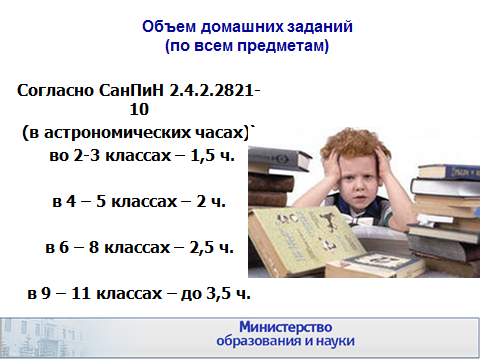 Объем домашних заданий
(по всем предметам)
Согласно СанПиН 2.4.2.2821-
10
(в астрономических часах)`
во 2-3 классах – 1,5 ч.
в 4 – 5 классах – 2 ч.
в 6 – 8 классах – 2,5 ч.
в 9 – 11 классах – до 3,5 ч.
Министерство
образования и науки